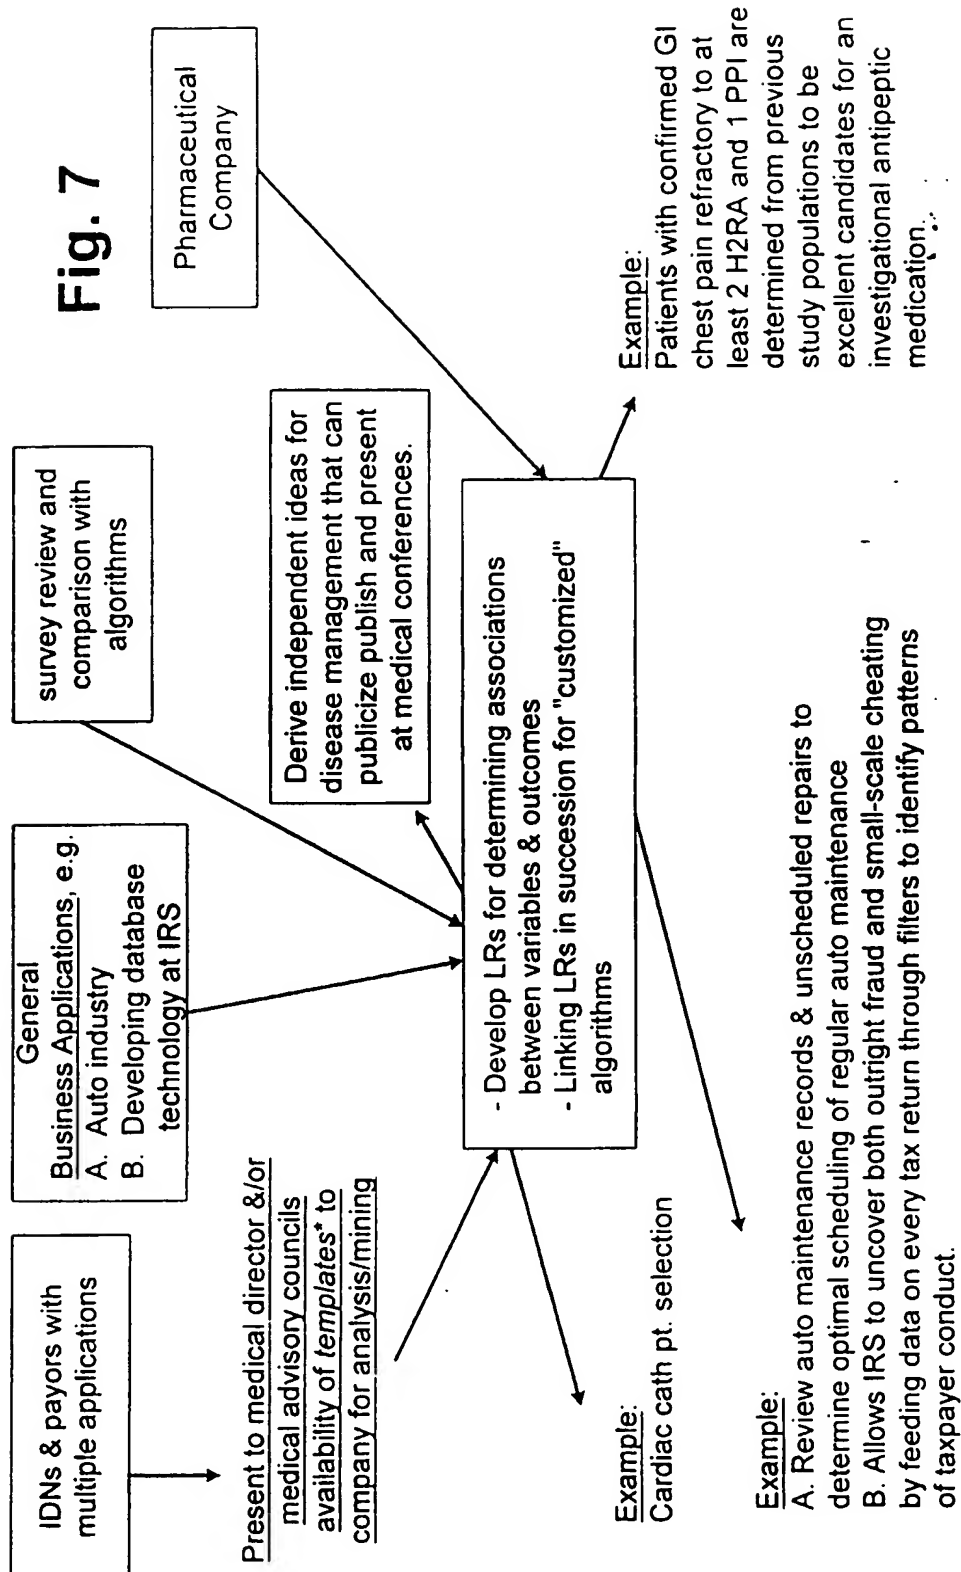 Fig. 7
IDNs & payors with
multiple applications
General
Business Applications, e.g.
A. Auto industry
B. Developing database
technology at IRS
survey review and
comparison with
algorithms
Pharmaceutical
Company
Present to medical director &/or
medical advisory councils
availability of templates* to
company for analysis/mining
Derive independent ideas for
disease management that can
publicize publish and present
at medical conferences.
- Develop LRs for determining associations
between variables & outcomes
- Linking LRs in succession for "customized"
algorithms
Example:
Cardiac cath pt. selection
Example:
A. Review auto maintenance records & unscheduled repairs to
determine optimal scheduling of regular auto maintenance
B. Allows IRS to uncover both outright fraud and small-scale cheating
by feeding data on every tax return through filters to identify patterns
of taxpayer conduct.
Example:
Patients with confirmed GI
chest pain refractory to at
least 2 H2RA and 1 PPI are
determined from previous
study populations to be
excellent candidates for an
investigational antipeptic
medication.